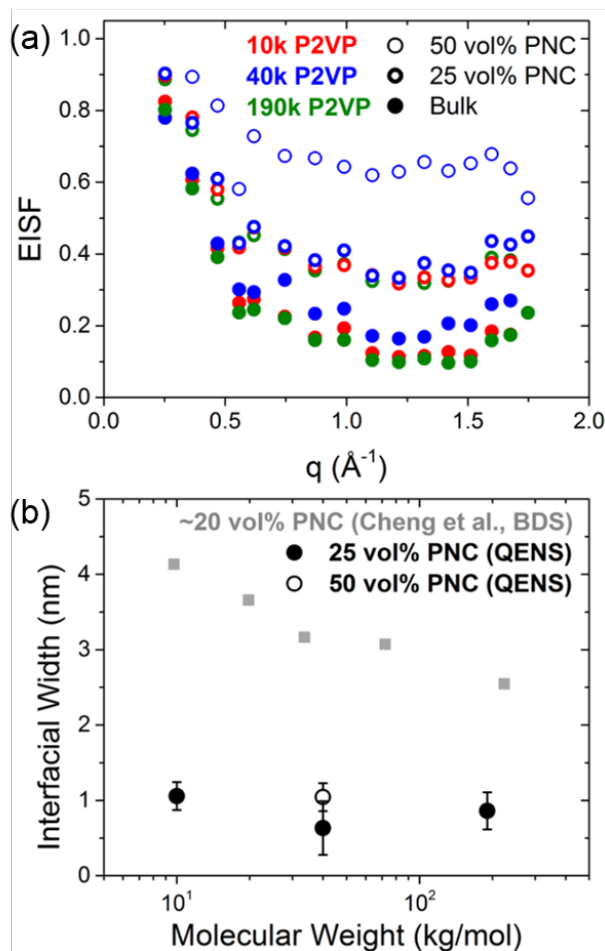 (a)
1.0
0.8
0.6
0.4
0.2
0.0
EISF
10k P2VP
40k P2VP
190k P2VP
50 vol% PNC
25 vol% PNC
Bulk
0.0 0.5 1.0 1.5 2.0
q (Å⁻¹)
(b)
5
4
3
2
1
0
Interfacial Width (nm)
~20 vol% PNC (Cheng et al., BDS)
25 vol% PNC (QENS)
50 vol% PNC (QENS)
10¹ 10²
Molecular Weight (kg/mol)